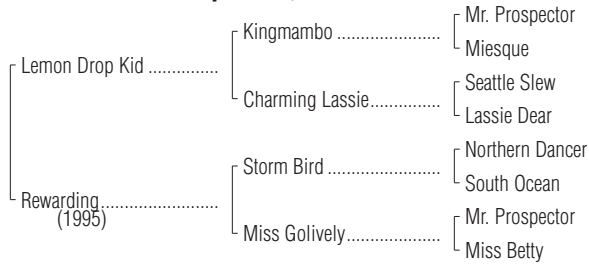 Mr. Prospector
Kingmambo ....................
Miesque
Lemon Drop Kid ..............
Seattle Slew
Charming Lassie..............
Lassie Dear
Northern Dancer
Storm Bird ......................
South Ocean
Rewarding.......................
(1995)
Mr. Prospector
Miss Golively...................
Miss Betty